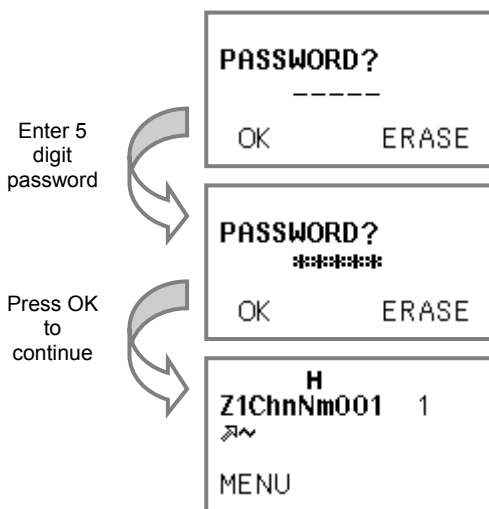 PASSWORD?
-----
OK ERASE
Enter 5
digit
password
PASSWORD?
*****
OK ERASE
Press OK
to
continue
H
Z1ChnNm001 1
MENU